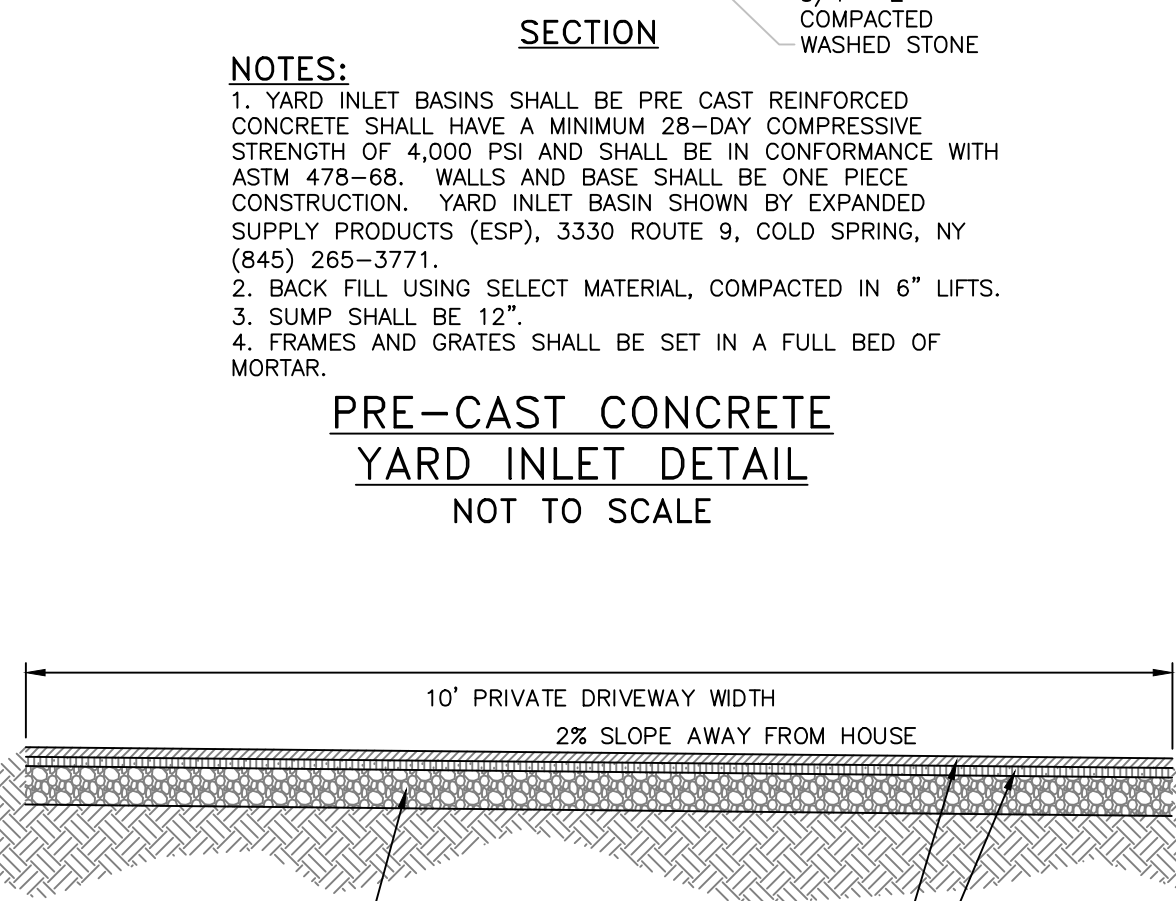 SECTION
COMPACTED
WASHED STONE
NOTES:
1. YARD INLET BASINS SHALL BE PRE CAST REINFORCED
CONCRETE SHALL HAVE A MINIMUM 28-DAY COMPRESSIVE
STRENGTH OF 4,000 PSI AND SHALL BE IN CONFORMANCE WITH
ASTM 478-68. WALLS AND BASE SHALL BE ONE PIECE
CONSTRUCTION. YARD INLET BASIN SHOWN BY EXPANDED
SUPPLY PRODUCTS (ESP), 3330 ROUTE 9, COLD SPRING, NY
(845) 265-3771.
2. BACK FILL USING SELECT MATERIAL, COMPACTED IN 6" LIFTS.
3. SUMP SHALL BE 12".
4. FRAMES AND GRATES SHALL BE SET IN A FULL BED OF
MORTAR.
PRE-CAST CONCRETE
YARD INLET DETAIL
NOT TO SCALE
10' PRIVATE DRIVEWAY WIDTH
2% SLOPE AWAY FROM HOUSE